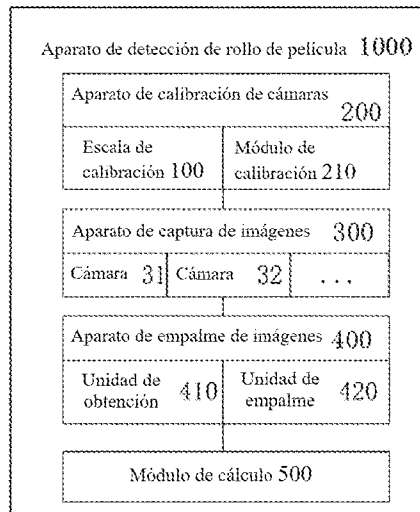 Aparato de detección de rollo de película 1000
Aparato de calibración de cámaras
200
Escala de
calibración 100
Módulo de
calibración 210
Aparato de captura de imágenes 300
Cámara 31
Cámara 32
...
Aparato de empalme de imágenes 400
Unidad de
obtención 410
Unidad de
empalme 420
Módulo de cálculo 500